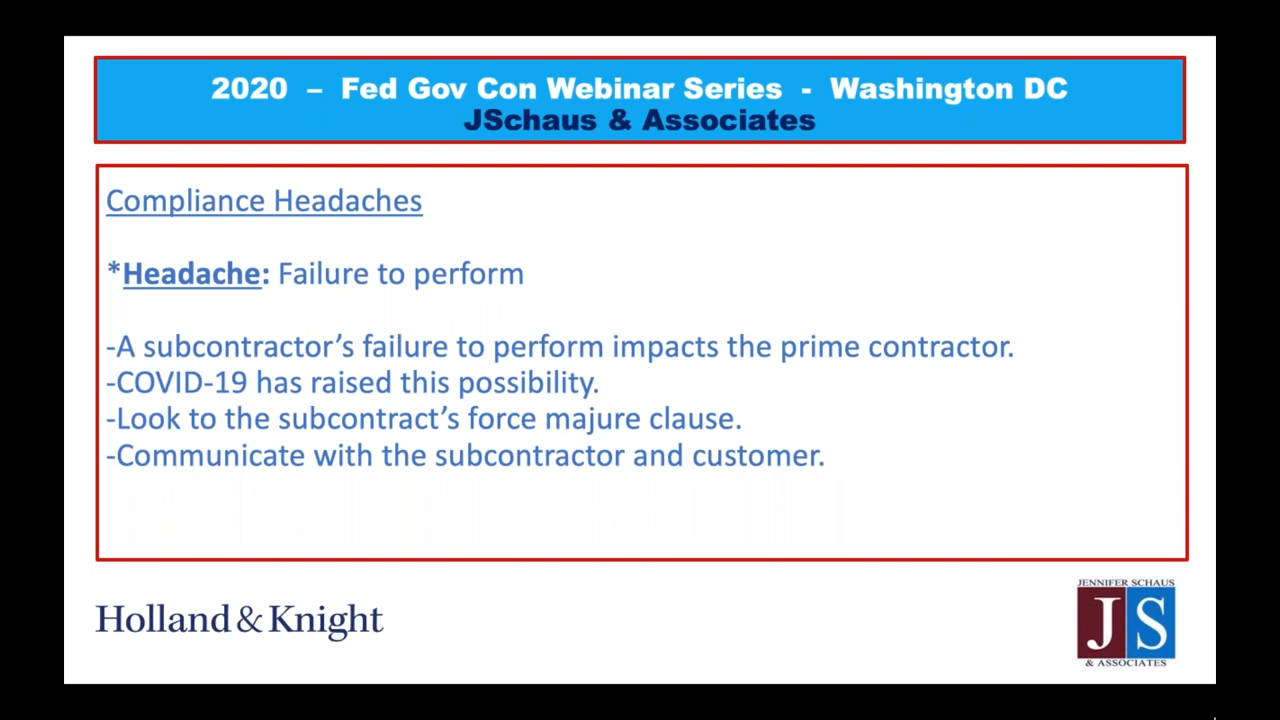 2020 – Fed Gov Con Webinar Series - Washington DC
JSchaus & Associates
Compliance Headaches
*Headache: Failure to perform
-A subcontractor’s failure to perform impacts the prime contractor.
-COVID-19 has raised this possibility.
-Look to the subcontract’s force majure clause.
-Communicate with the subcontractor and customer.
Holland & Knight
JENNIFER SCHAUS
JS
& ASSOCIATES